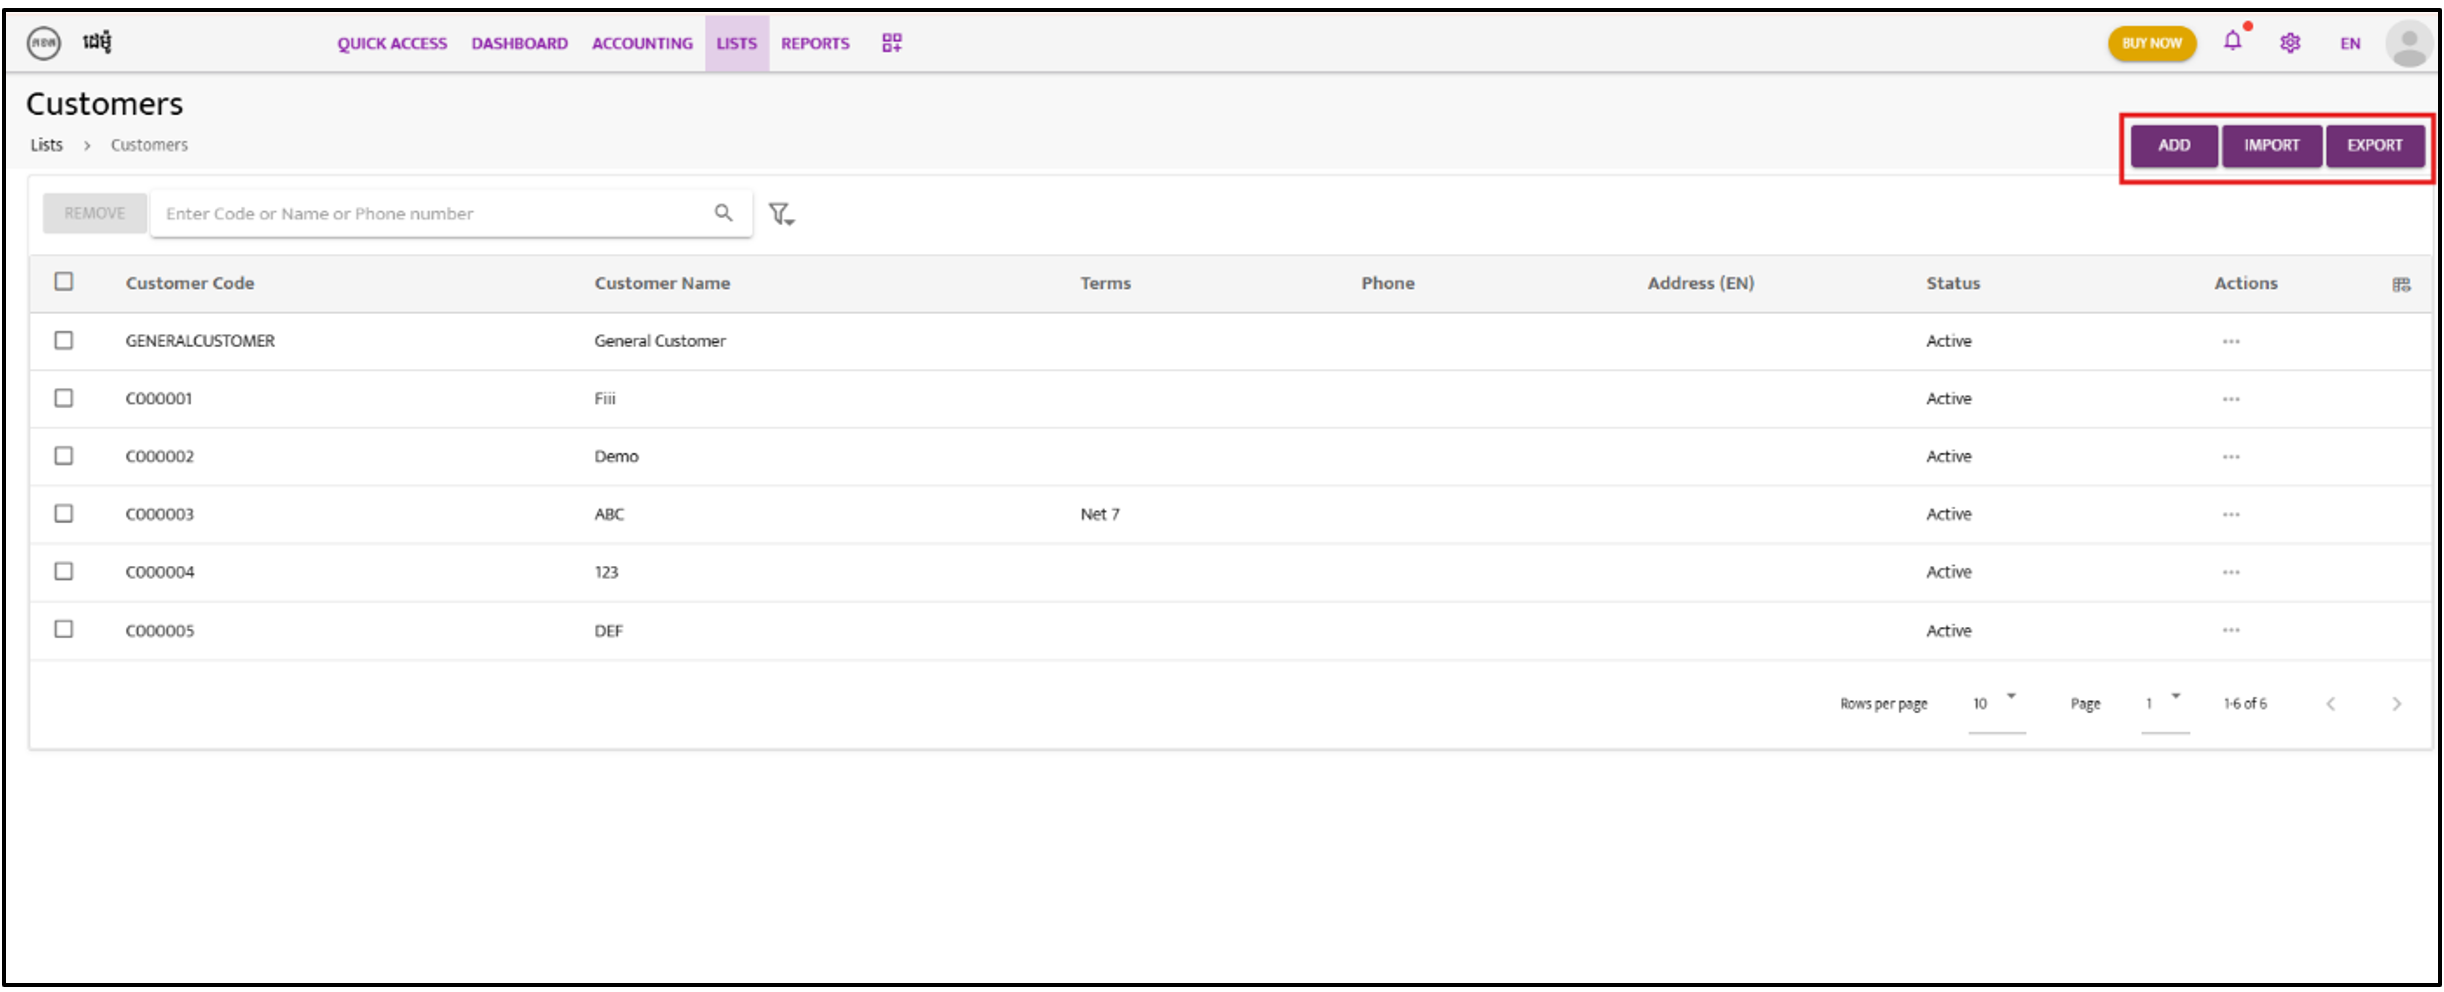 ដេម៉ូ QUICK ACCESS DASHBOARD ACCOUNTING LISTS REPORTS BUY NOW EN
Customers
Lists > Customers ADD IMPORT EXPORT
REMOVE Enter Code or Name or Phone number
Customer Code Customer Name Terms Phone Address (EN) Status Actions
GENERALCUSTOMER General Customer Active ...
C000001 Fiii Active ...
C000002 Demo Active ...
C000003 ABC Net 7 Active ...
C000004 123 Active ...
C000005 DEF Active ...
Rows per page 10 Page 1 1-6 of 6